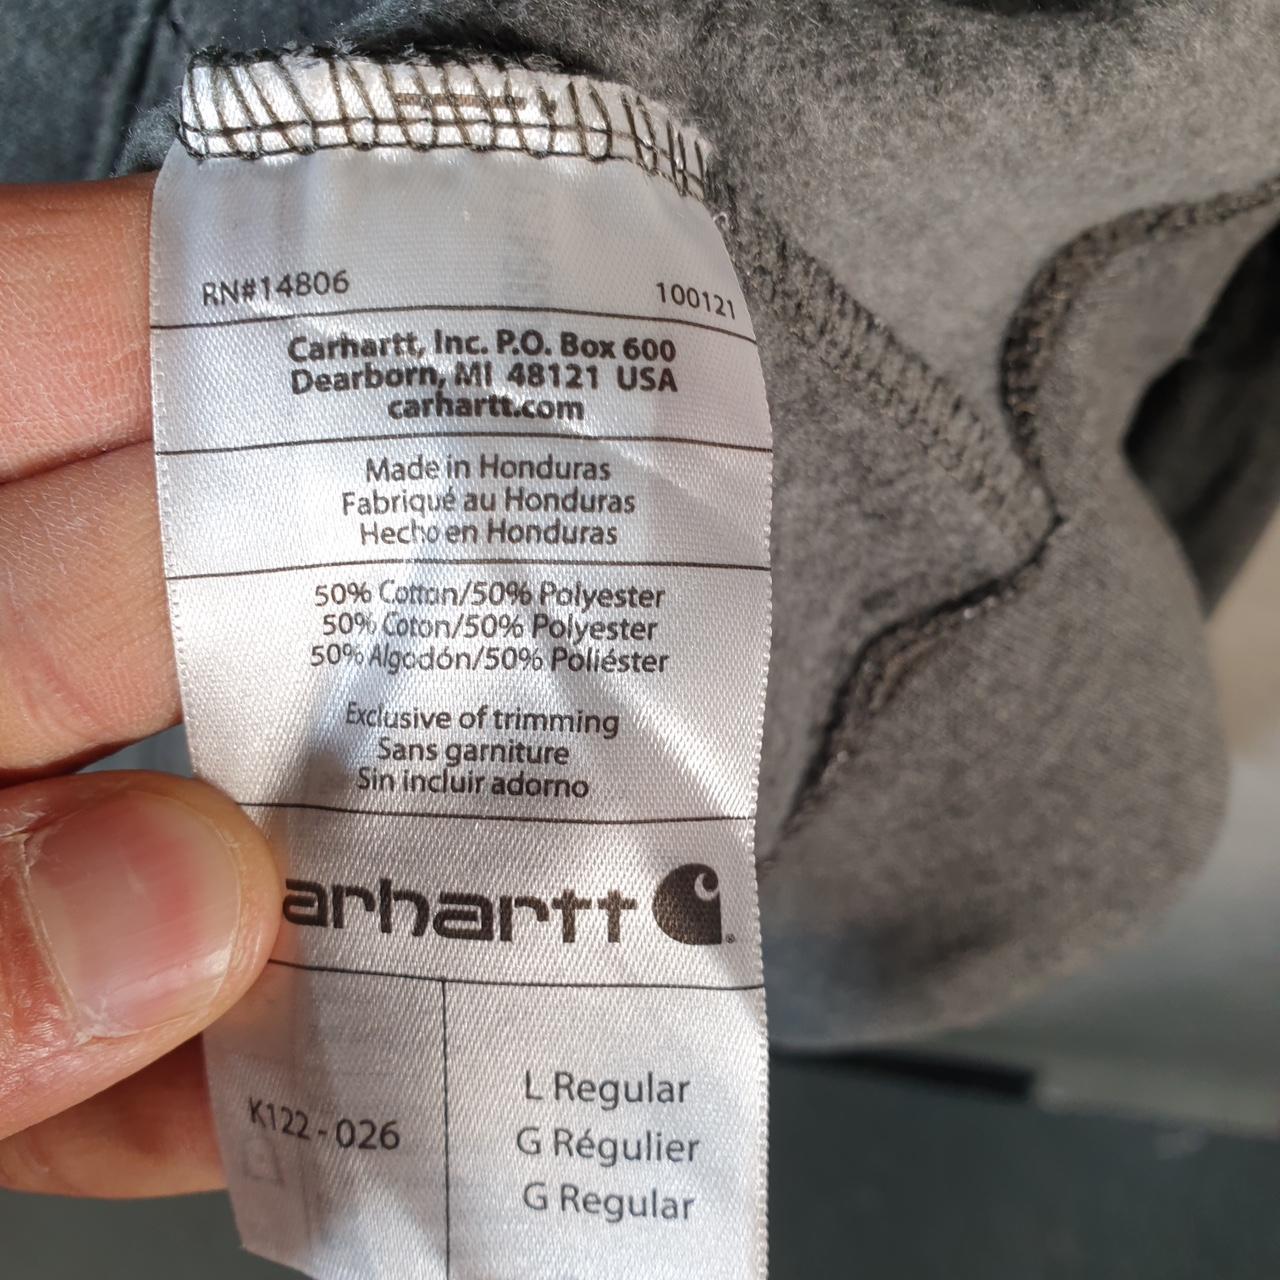 RN#14806 100121
Carhartt, Inc. P.O. Box 600
Dearborn, MI 48121 USA
carhartt.com
Made in Honduras
Fabriqué au Honduras
Hecho en Honduras
50% Cotton/50% Polyester
50% Coton/50% Polyester
50% Algodón/50% Poliéster
Exclusive of trimming
Sans garniture
Sin incluir adorno
arhartt
K122-026
L Regular
G Régulier
G Regular